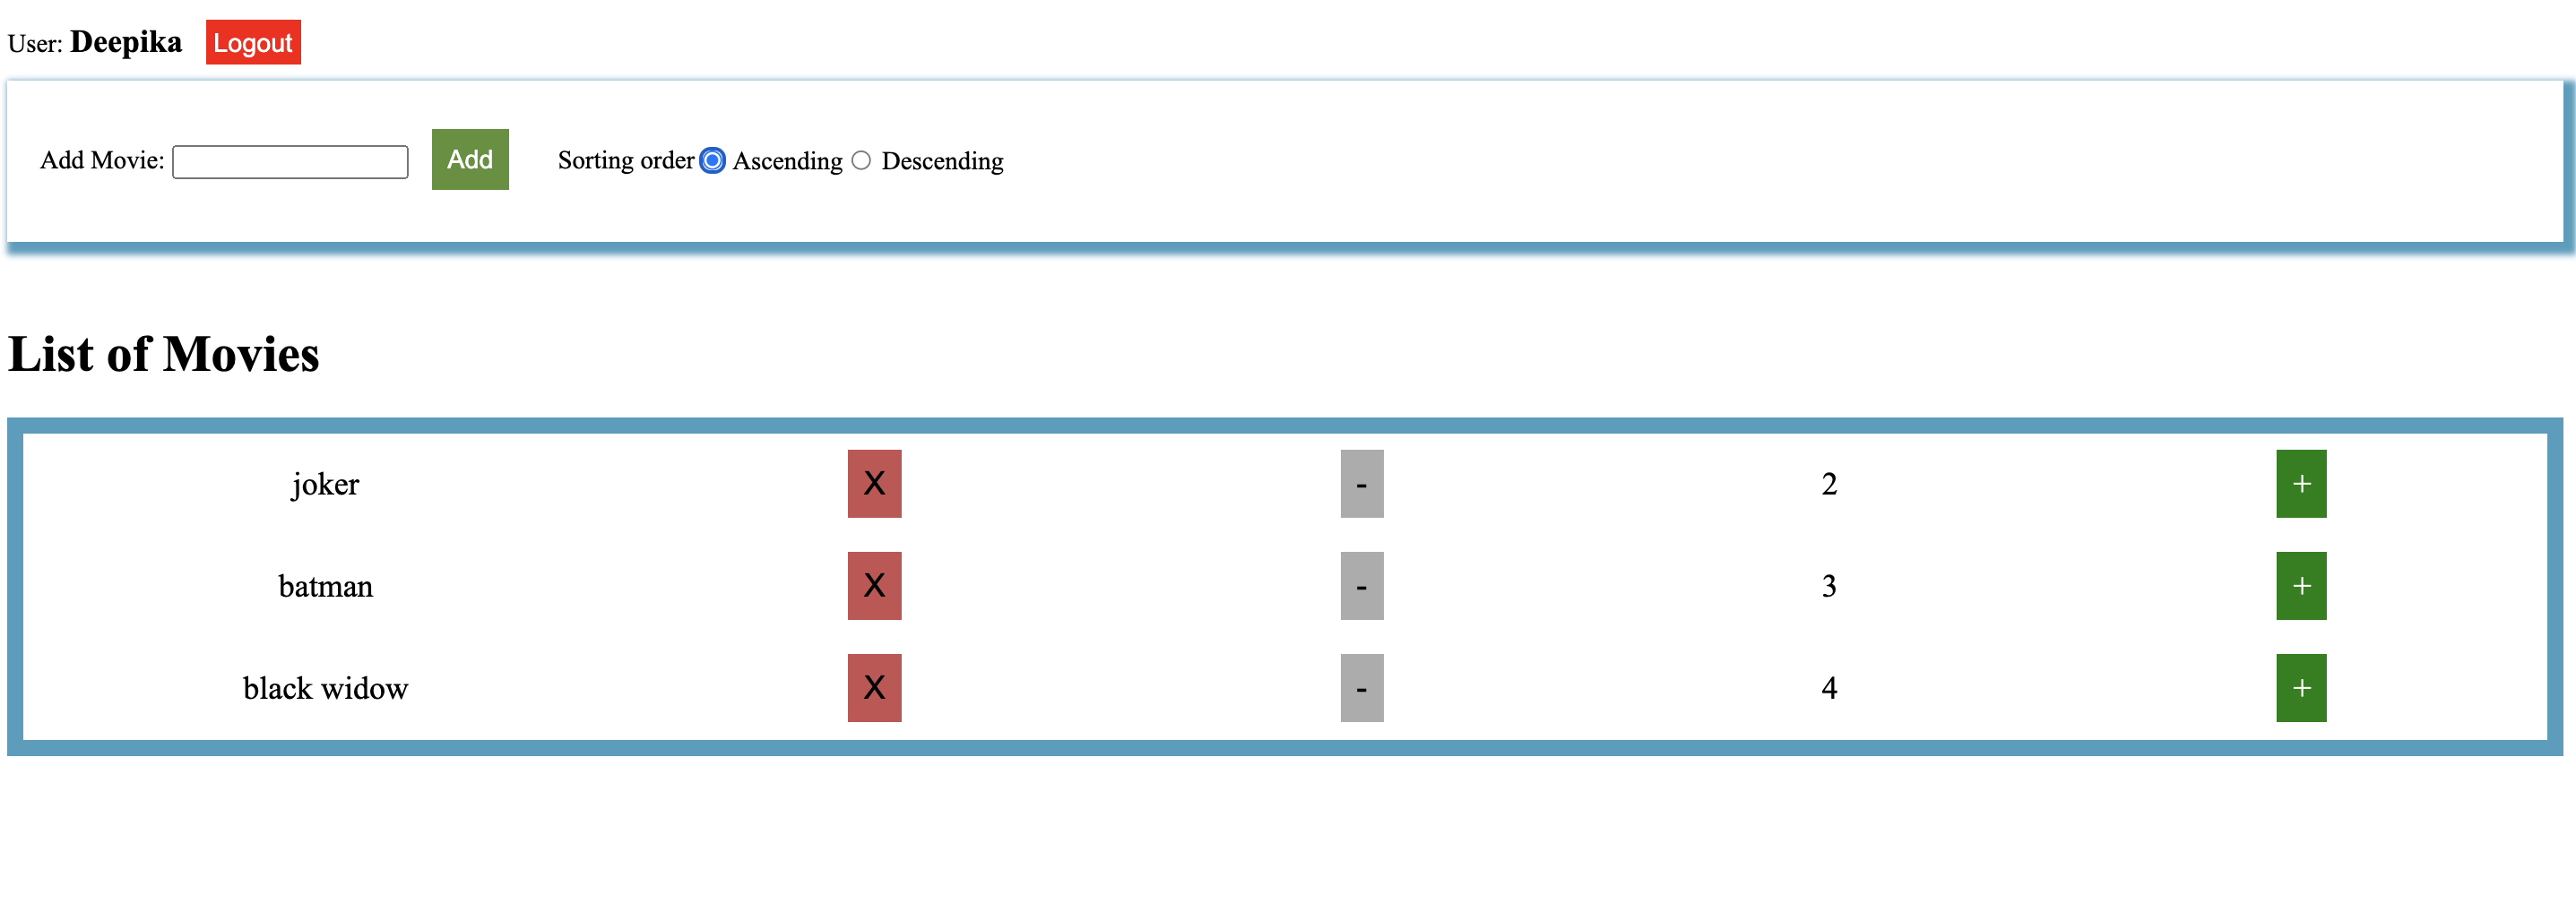 User: Deepika Logout
Add Movie: Add Sorting order Ascending Descending
List of Movies
joker X - 2 +
batman X - 3 +
black widow X - 4 +